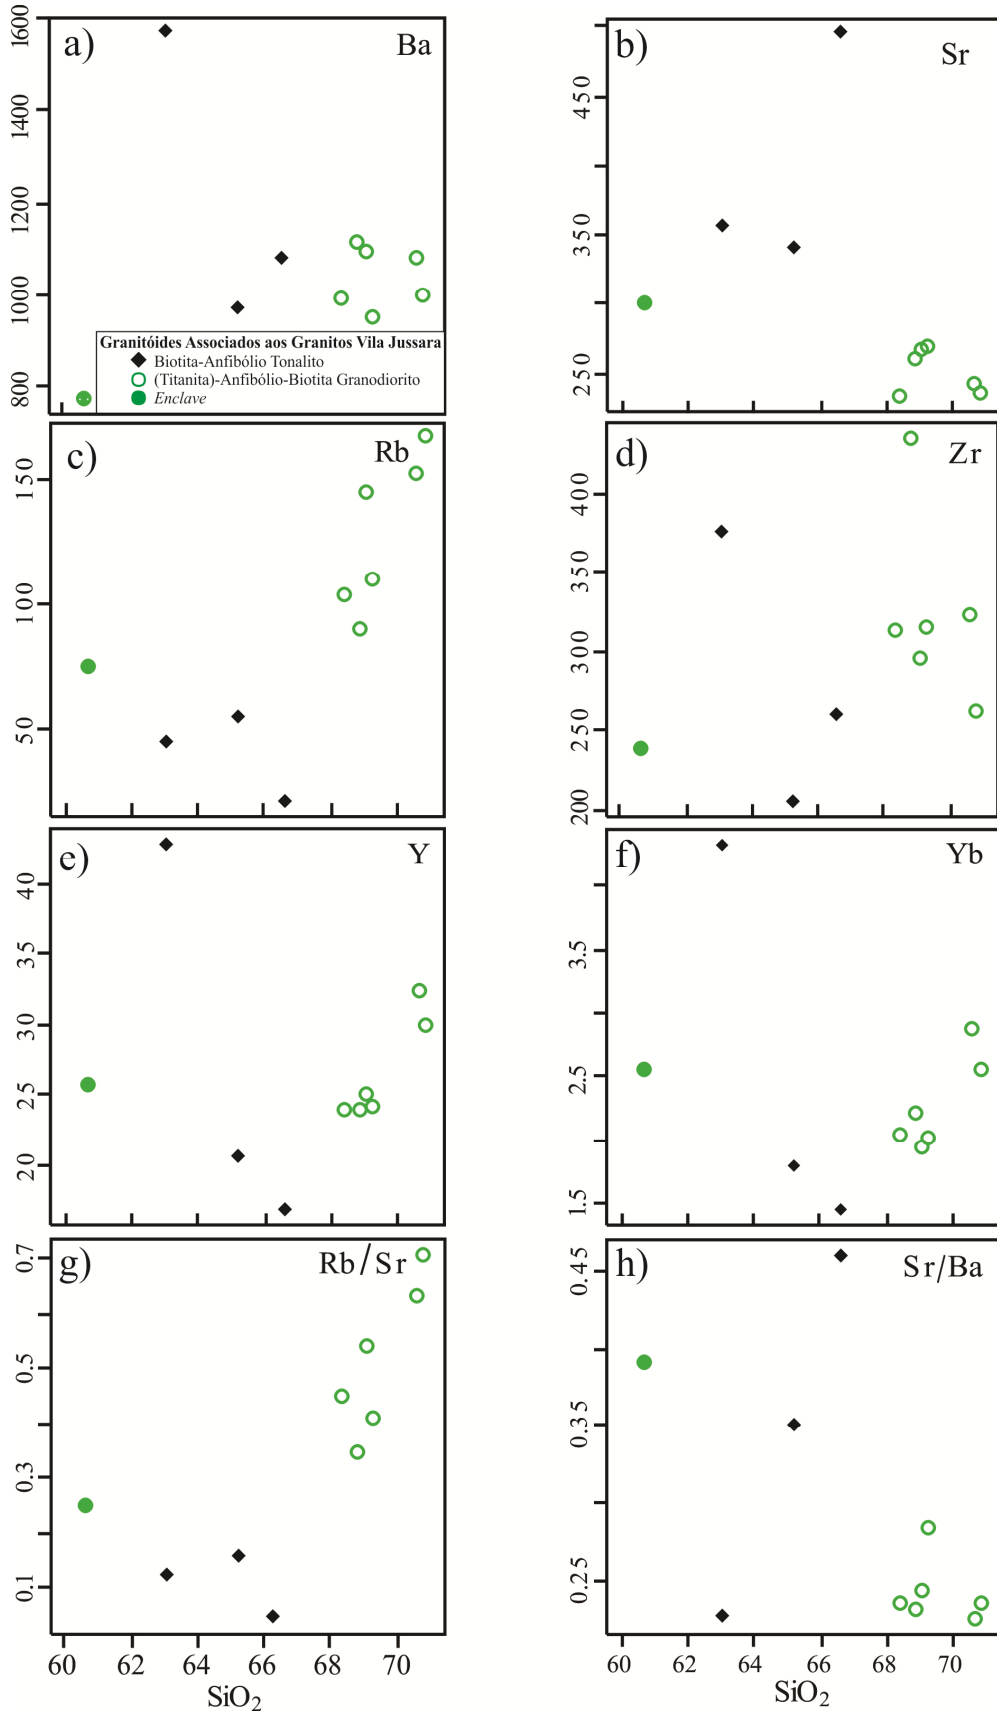 a)
Ba
1600
1400
1200
1000
800
Granitóides Associados aos Granitos Vila Jussara
Biotita-Anfibólio Tonalito
(Titanita)-Anfibólio-Biotita Granodiorito
Enclave
b)
Sr
450
350
250
c)
Rb
150
100
50
d)
Zr
400
350
300
250
200
e)
Y
40
35
30
25
20
f)
Yb
3.5
2.5
1.5
g)
Rb/Sr
0.7
0.5
0.3
0.1
60 62 64 66 68 70
SiO2
h)
Sr/Ba
0.45
0.35
0.25
60 62 64 66 68 70
SiO2